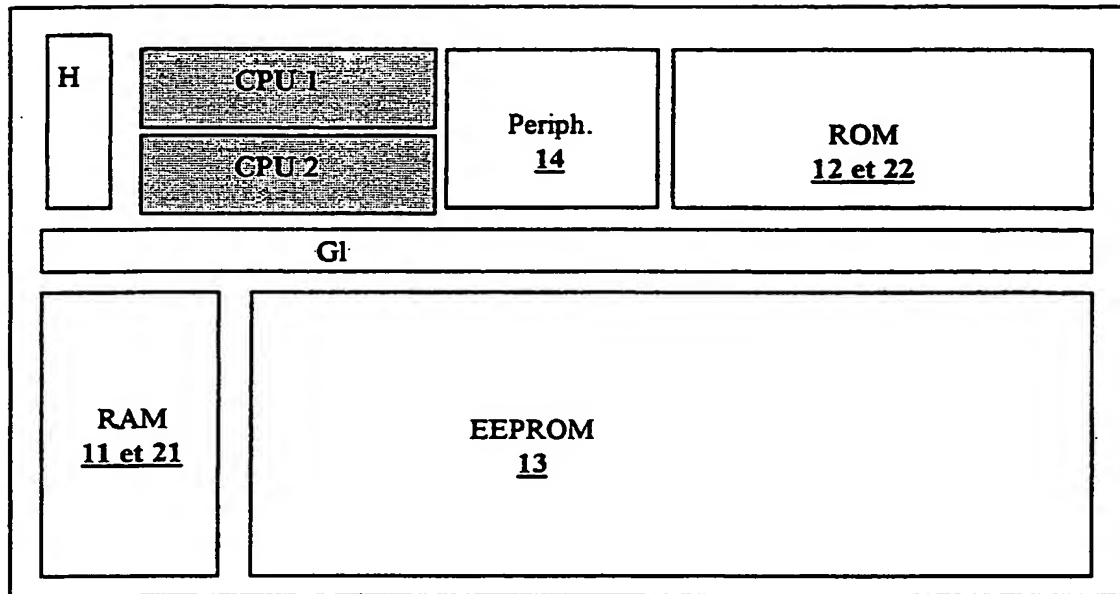 H
CPU 1
CPU 2
Periph.
14
ROM
12 et 22
Gl
RAM
11 et 21
EEPROM
13